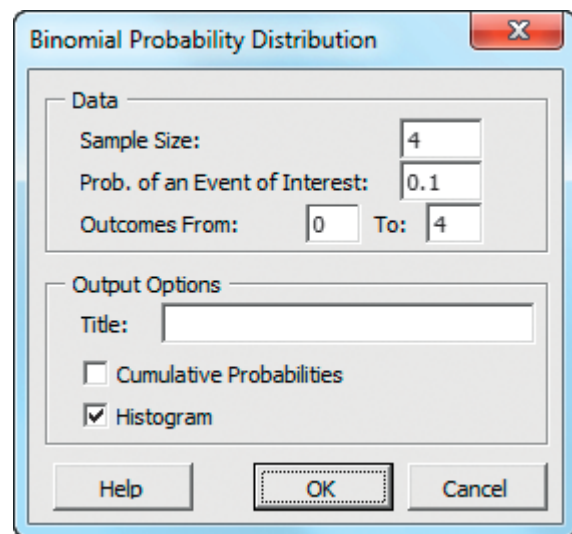 Binomial Probability Distribution
Data
Sample Size: 4
Prob. of an Event of Interest: 0.1
Outcomes From: 0 To: 4
Output Options
Title:
Cumulative Probabilities
Histogram
Help OK Cancel